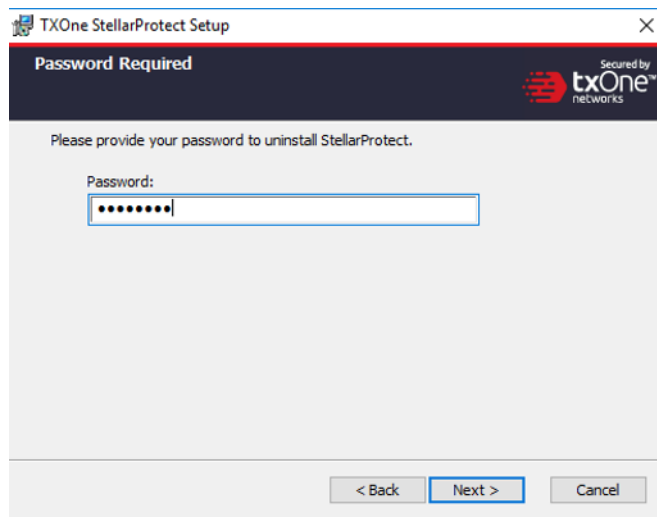 TXOne StellarProtect Setup
Password Required
Secured by
txOne™
networks
Please provide your password to uninstall StellarProtect.
Password:
••••••••
< Back
Next >
Cancel